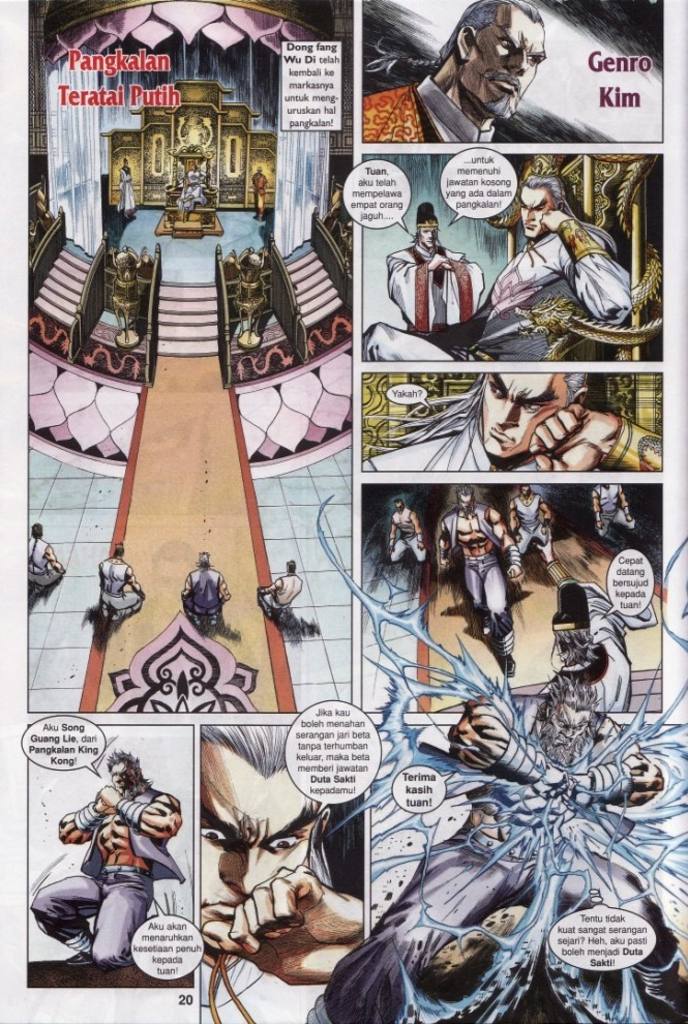 Pangkalan
Teratai Putih
Dong fang
Wu Di telah
kembali ke
markasnya
untuk meng-
uruskan hal
pangkalan!
Genro
Kim
Tuan,
aku telah
mempelawa
empat orang
jaguh....
...untuk
memenuhi
jawatan kosong
yang ada dalam
pangkalan!
Yakah?
Cepat
datang
bersujud
kepada
tuan!
Aku Song
Guang Lie, dari
Pangkalan King
Kong!
Aku akan
menaruhkan
kesetiaan penuh
kepada
tuan!
Jika kau
boleh menahan
serangan jari beta
tanpa terhumban
keluar, maka beta
memberi jawatan
Duta Sakti
kepadamu!
Terima
kasih
tuan!
Tentu tidak
kuat sangat serangan
sejari? Heh, aku pasti
boleh menjadi Duta
Sakti!
20